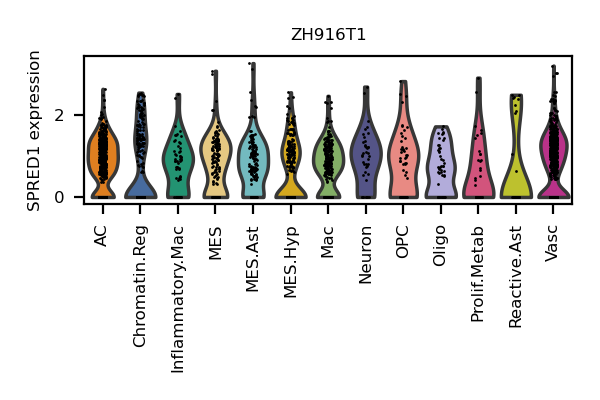 ZH916T1
SPRED1 expression
2
0
AC
Chromatin.Reg
Inflammatory.Mac
MES
MES.Ast
MES.Hyp
Mac
Neuron
OPC
Oligo
Prolif.Metab
Reactive.Ast
Vasc